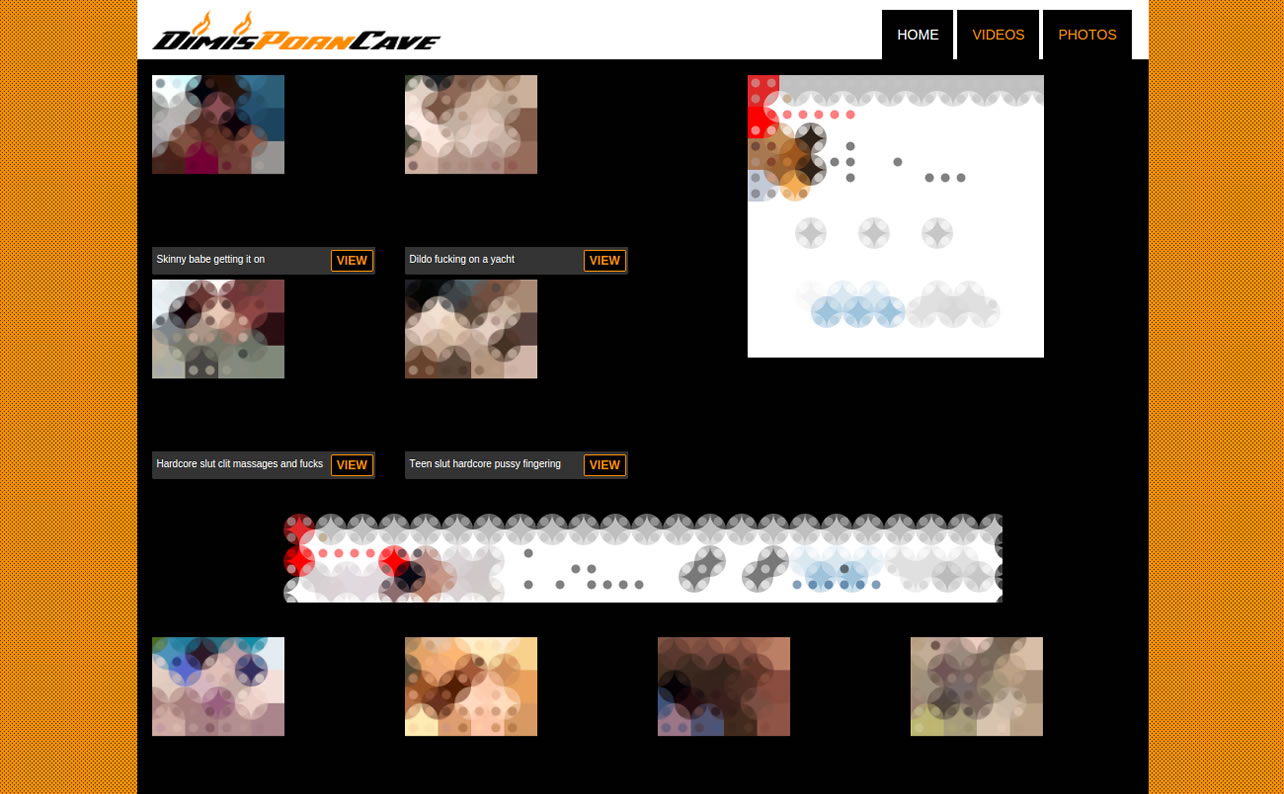 DIMISPORNCAVE
HOME VIDEOS PHOTOS
Skinny babe getting it on VIEW
Dildo fucking on a yacht VIEW
Hardcore slut clit massages and fucks VIEW
Teen slut hardcore pussy fingering VIEW